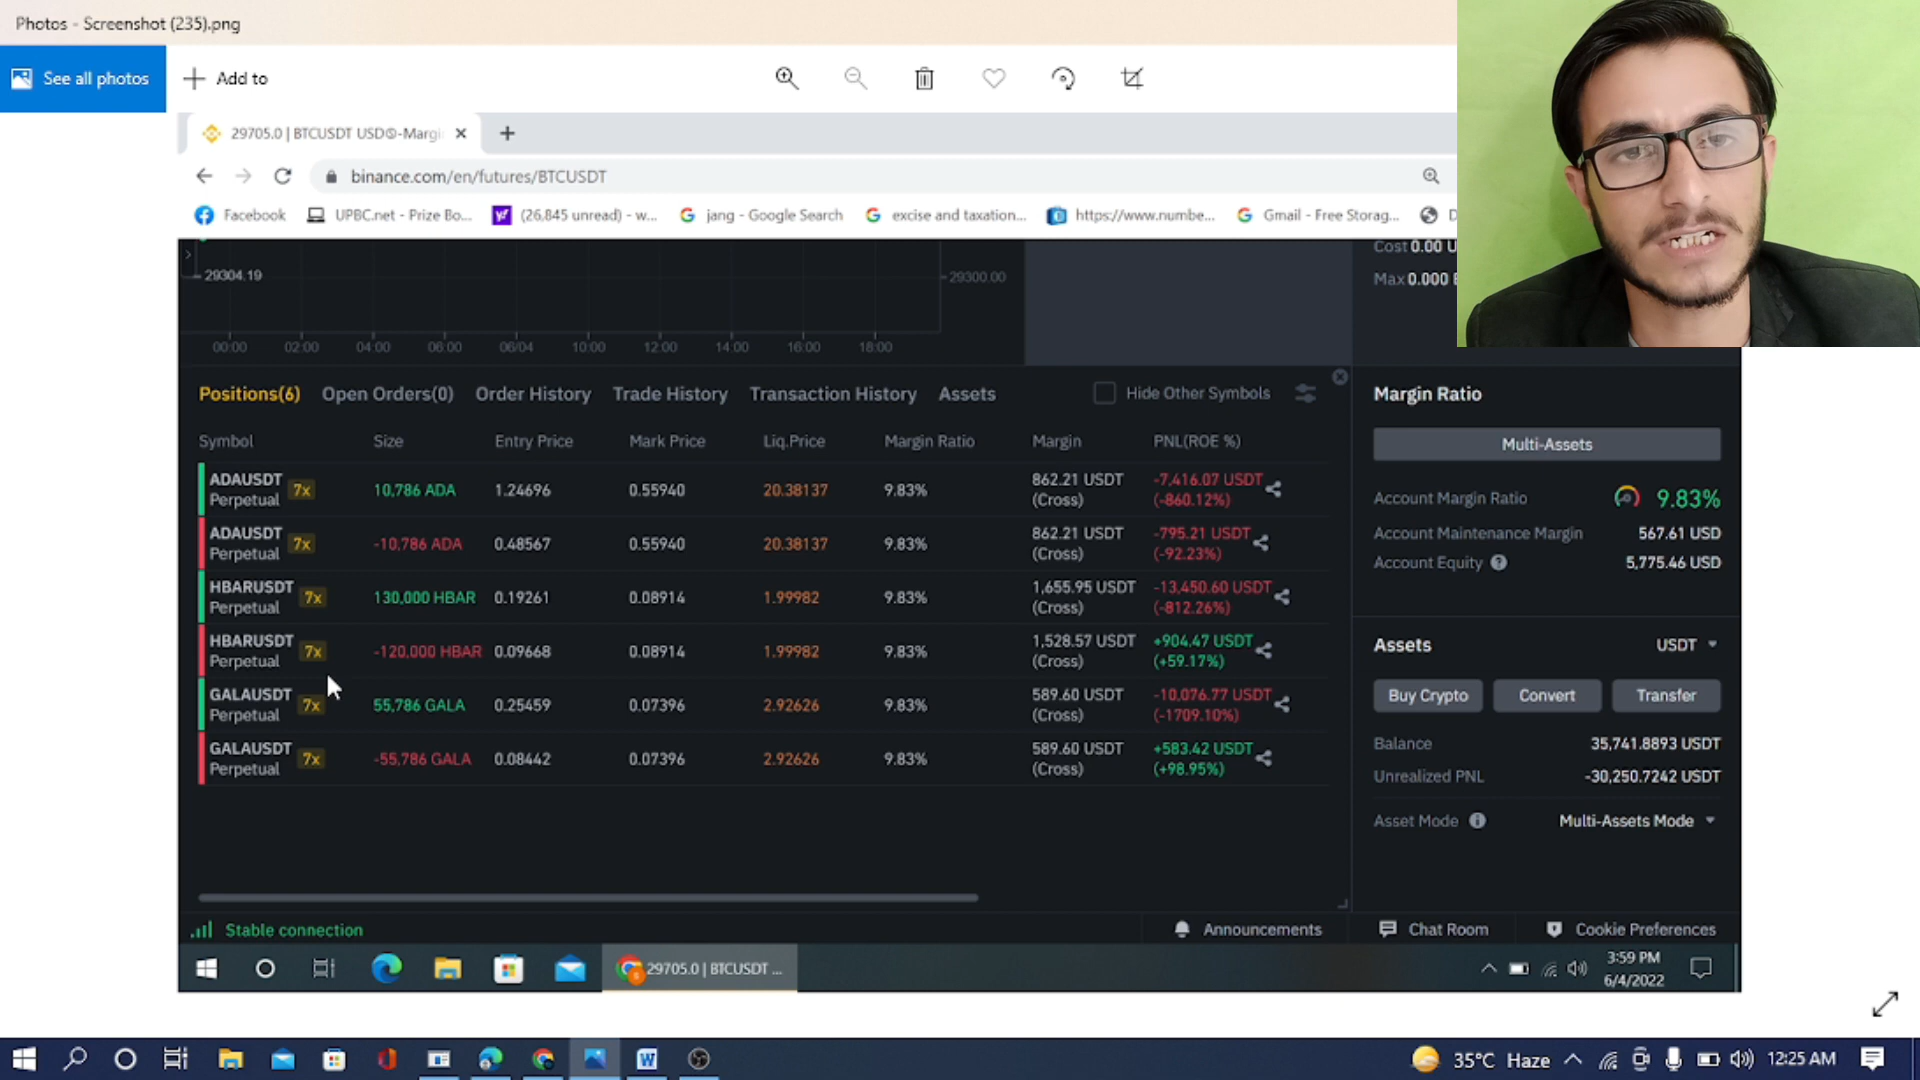 Photos - Screenshot (235).png
See all photos
Add to
29705.0 | BTCUSDT USDⓈ-Margi
binance.com/en/futures/BTCUSDT
Facebook UPBC.net - Prize Bo... (26,845 unread) - w... jang - Google Search excise and taxation... https://www.numbe... Gmail - Free Storag... D
29304.19 29300.00
Cost 0.00 U
Max 0.000
00:00 02:00 04:00 06:00 06/04 10:00 12:00 14:00 16:00 18:00
Positions(6) Open Orders(0) Order History Trade History Transaction History Assets Hide Other Symbols
Symbol Size Entry Price Mark Price Liq.Price Margin Ratio Margin PNL(ROE %)
ADAUSDT 7x 10,786 ADA 1.24696 0.55940 20.38137 9.83% 862.21 USDT -7,416.07 USDT
Perpetual (Cross) (-860.12%)
ADAUSDT 7x -10,786 ADA 0.48567 0.55940 20.38137 9.83% 862.21 USDT -795.21 USDT
Perpetual (Cross) (-92.23%)
HBARUSDT 7x 130,000 HBAR 0.19261 0.08914 1.99982 9.83% 1,655.95 USDT -13,450.60 USDT
Perpetual (Cross) (-812.26%)
HBARUSDT 7x -120,000 HBAR 0.09668 0.08914 1.99982 9.83% 1,528.57 USDT +904.47 USDT
Perpetual (Cross) (+59.17%)
GALAUSDT 7x 55,786 GALA 0.25459 0.07396 2.92626 9.83% 589.60 USDT -10,076.77 USDT
Perpetual (Cross) (-1709.10%)
GALAUSDT 7x -55,786 GALA 0.08442 0.07396 2.92626 9.83% 589.60 USDT +583.42 USDT
Perpetual (Cross) (+98.95%)
Margin Ratio
Multi-Assets
Account Margin Ratio 9.83%
Account Maintenance Margin 567.61 USD
Account Equity 5,775.46 USD
Assets USDT
Buy Crypto Convert Transfer
Balance 35,741.8893 USDT
Unrealized PNL -30,250.7242 USDT
Asset Mode Multi-Assets Mode
Stable connection Announcements Chat Room Cookie Preferences
29705.0 | BTCUSDT ...
3:59 PM
6/4/2022
35°C Haze 12:25 AM